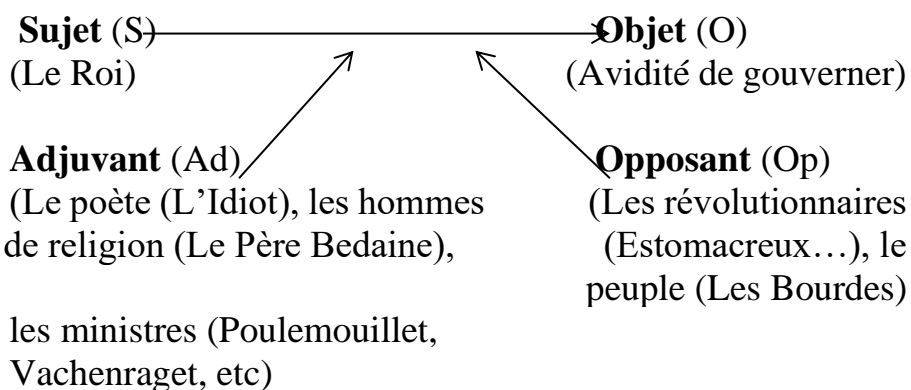 Sujet (S) Objet (O)
(Le Roi) (Avidité de gouverner)
Adjuvant (Ad) Opposant (Op)
(Le poète (L’Idiot), les hommes (Les révolutionnaires
de religion (Le Père Bedaine), (Estomacreux…), le
peuple (Les Bourdes)
les ministres (Poulemouillet,
Vachenraget, etc)